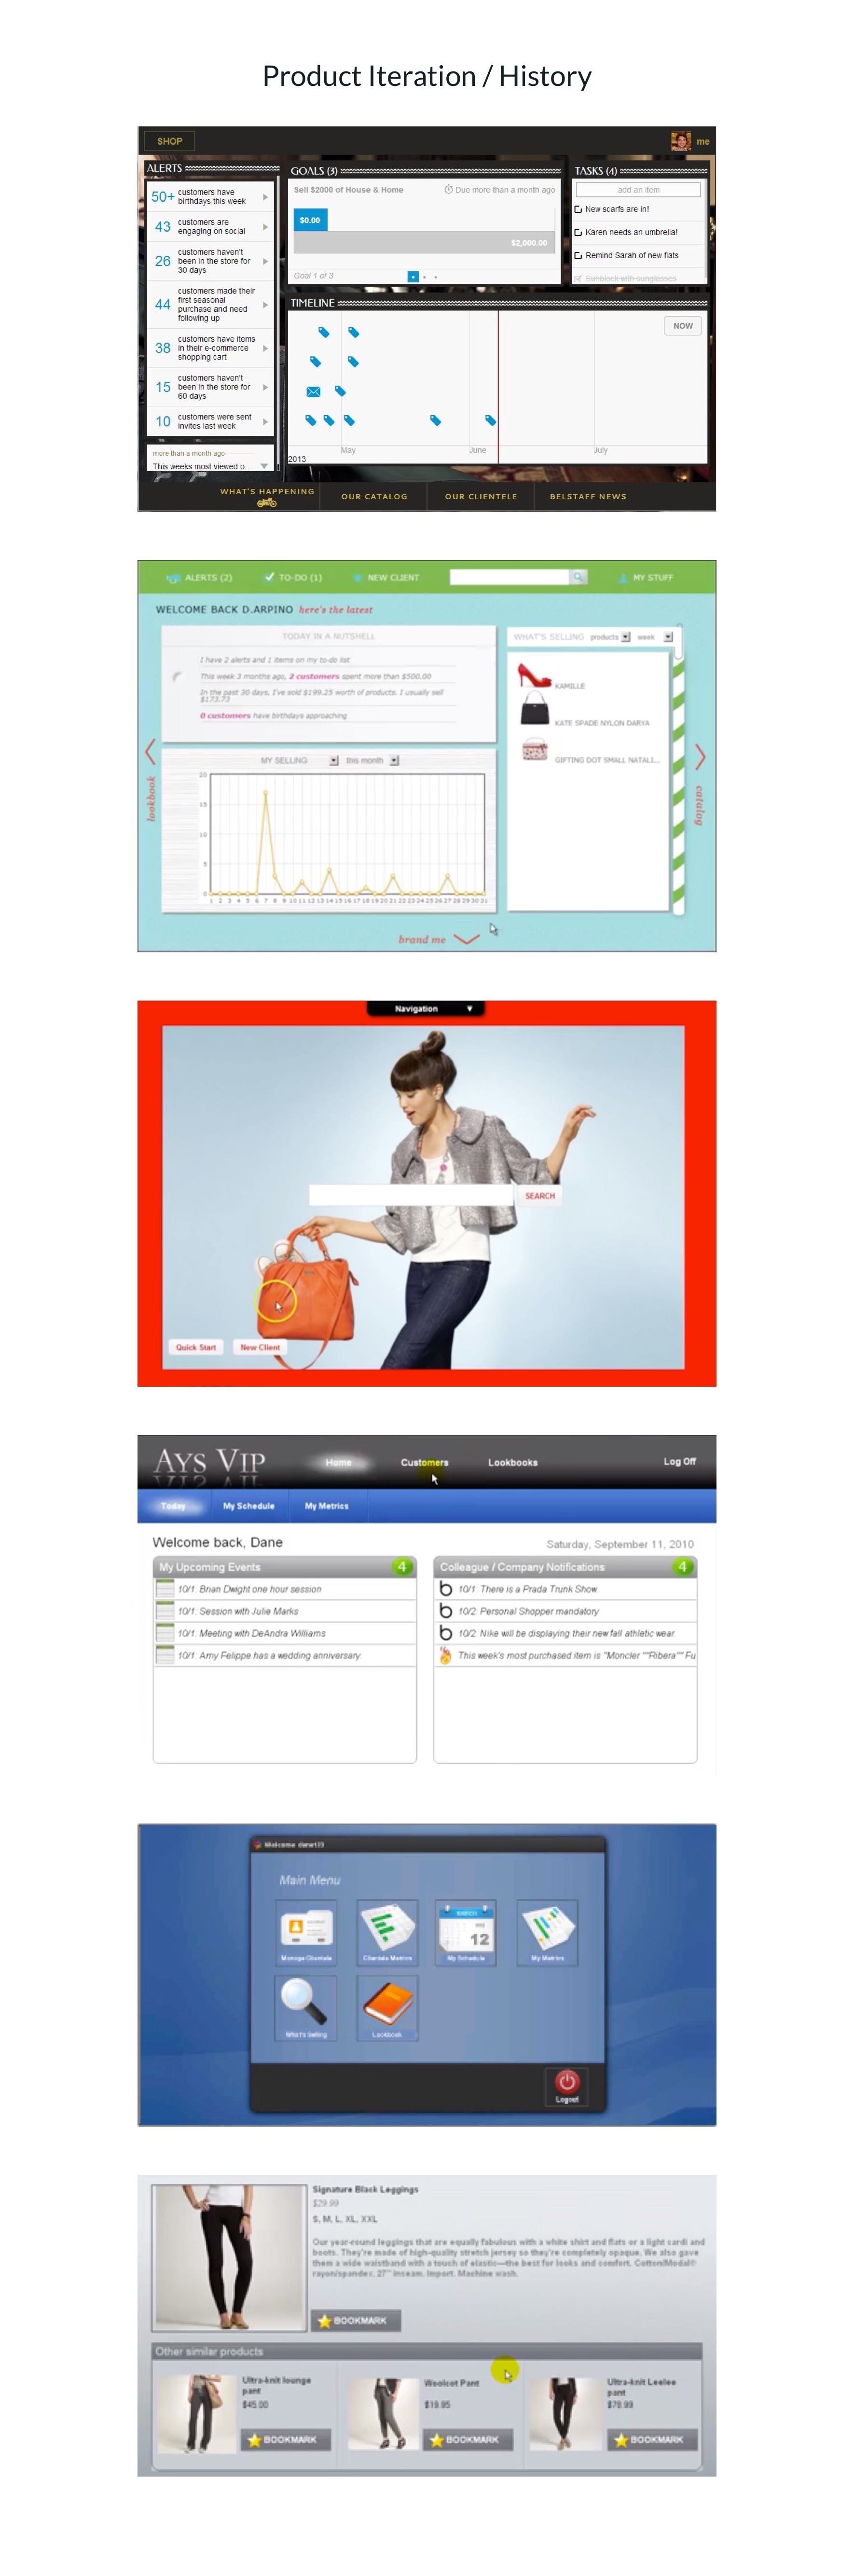 Product Iteration / History
SHOP
me
ALERTS
50+ customers have
birthdays this week
43 customers are
engaging on social
26 customers haven't
been in the store for
30 days
44 customers made their
first seasonal
purchase and need
following up
38 customers have items
in their e-commerce
shopping cart
15 customers haven't
been in the store for
60 days
10 customers were sent
invites last week
more than a month ago
This weeks most viewed o...
GOALS (3)
Sell $2000 of House & Home
Due more than a month ago
$0.00
$2,000.00
Goal 1 of 3
TASKS (4)
add an item
New scarfs are in!
Karen needs an umbrella!
Remind Sarah of new flats
Sunblock with sunglasses
TIMELINE
NOW
May
June
July
2013
WHAT'S HAPPENING
OUR CATALOG
OUR CLIENTELE
BELSTAFF NEWS
ALERTS (2)
TO-DO (1)
NEW CLIENT
MY STUFF
WELCOME BACK D.ARPINO here's the latest
TODAY IN A NUTSHELL
I have 2 alerts and 1 items on my to-do list
This week 3 months ago, 2 customers spent more than $500.00
In the past 30 days, I've sold $199.25 worth of products. I usually sell
$173.73
0 customers have birthdays approaching
WHAT'S SELLING products week
KAMILLE
KATE SPADE NYLON DARYA
GIFTING DOT SMALL NATALI...
MY SELLING this month
20
15
10
5
0
1 2 3 4 5 6 7 8 9 10 11 12 13 14 15 16 17 18 19 20 21 22 23 24 25 26 27 28 29 30 31
lookbook
catalog
brand me
Navigation
SEARCH
Quick Start
New Client
AYS VIP
Home
Customers
Lookbooks
Log Off
Today
My Schedule
My Metrics
Welcome back, Dane
Saturday, September 11, 2010
My Upcoming Events 4
10/1: Brian Dwight one hour session
10/1: Session with Julie Marks
10/1: Meeting with DeAndra Williams
10/1: Amy Felippe has a wedding anniversary
Colleague / Company Notifications 4
10/1: There is a Prada Trunk Show.
10/2: Personal Shopper mandatory
10/2: Nike will be displaying their new fall athletic wear.
This week's most purchased item is "Moncler ""Ribera"" Fu
Welcome
Main Menu
Manage Clientele
Clientele Metrics
MARCH
12
My Schedule
My Metrics
What's Selling
Lookbook
Logout
Signature Black Leggings
$29.99
S, M, L, XL, XXL
Our year-round leggings that are equally fabulous with a white shirt and flats or a light cardi and
boots. They're made of high-quality stretch jersey so they're completely opaque. We also gave
them a wide waistband with a touch of elastic—the best for looks and comfort. Cotton/Modal®
rayon/spandex. 27" inseam. Import. Machine wash.
BOOKMARK
Other similar products
Ultra-knit lounge
pant
$45.00
BOOKMARK
Woolcot Pant
$19.95
BOOKMARK
Ultra-knit Leelee
pant
$78.99
BOOKMARK